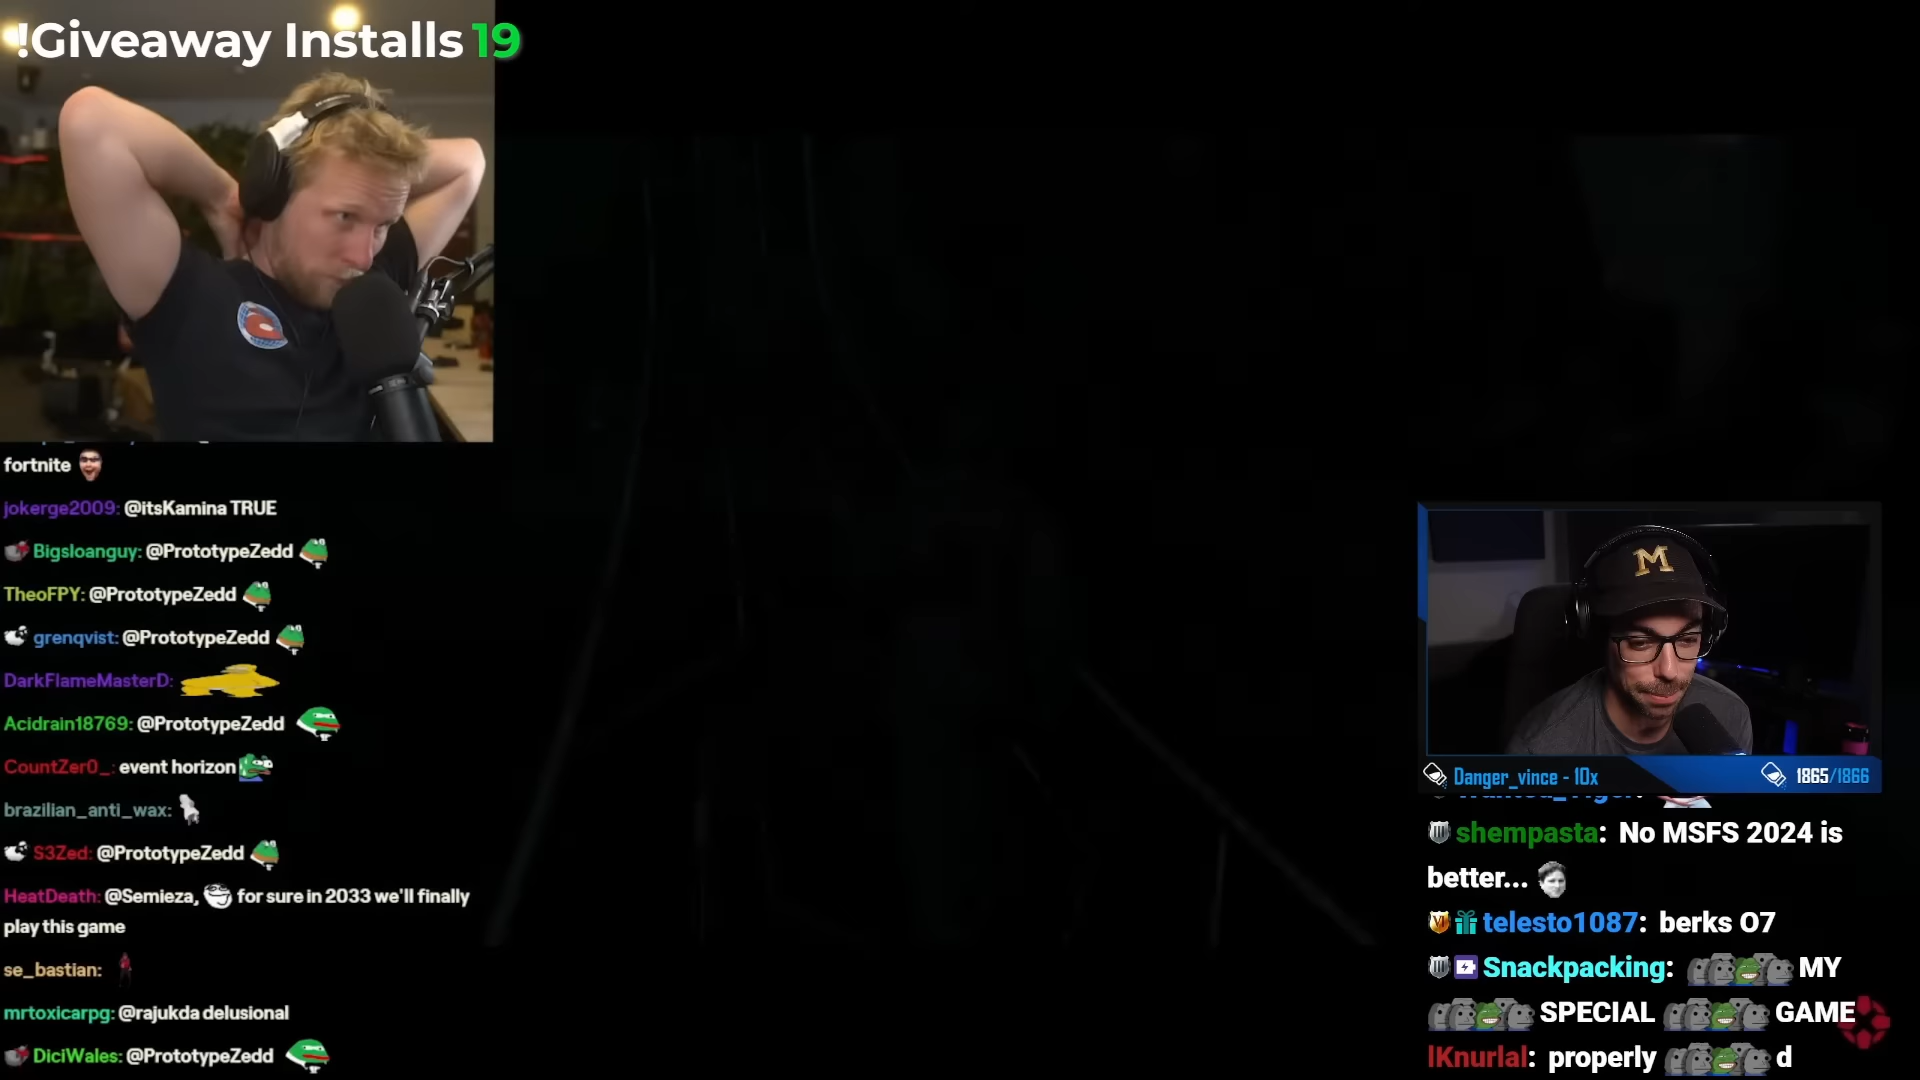 !Giveaway Installs 19
fortnite
jokerge2009: @itsKamina TRUE
Bigsloanguy: @PrototypeZedd
TheoFPY: @PrototypeZedd
grenqvist: @PrototypeZedd
DarkFlameMasterD:
Acidrain18769: @PrototypeZedd
CountZer0_: event horizon
brazilian_anti_wax:
S3Zed: @PrototypeZedd
HeatDeath: @Semieza, for sure in 2033 we'll finally
play this game
se_bastian:
mrtoxicarpg: @rajukda delusional
DiciWales: @PrototypeZedd
M
Danger_vince - 10x
1865/1866
shempasta: No MSFS 2024 is
better...
telesto1087: berks O7
Snackpacking: MY
SPECIAL GAME
lKnurlal: properly d